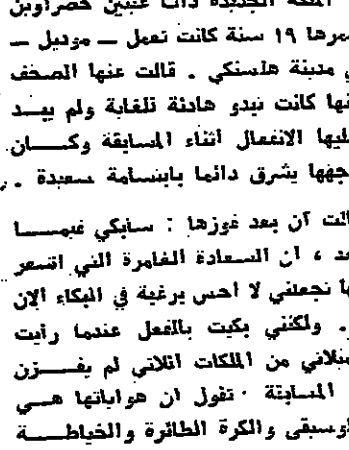 الملكة الجديدة ذات عينين خضراوين
عمرها ١٩ سنة كانت تعمل — موديل —
في مدينة هلسنكي . قالت عنها الصحف
انها كانت تبدو هادئة للغاية ولم يبد
عليها الانفعال أثناء المسابقة وكان
وجهها يشرق دائما بابتسامة سعيدة .
قالت آن بعد فوزها : سأبكي فيما
بعد ، ان السعادة الغامرة التي اشعر
بها تجعلني لا احس برغبة في البكاء الآن
. ولكنني بكيت بالفعل عندما رأيت
زميلاتي من الملكات اللاتي لم يفزن
المسابقة . تقول ان هواياتها هي
الموسيقى والكرة الطائرة والخياطة